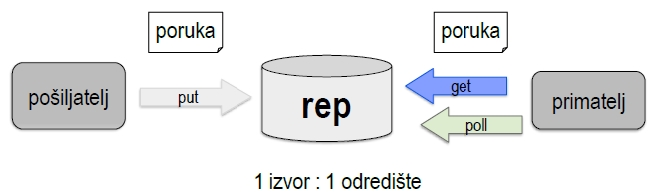 poruka
poruka
pošiljatelj
put
rep
get
poll
primatelj
1 izvor : 1 odredište